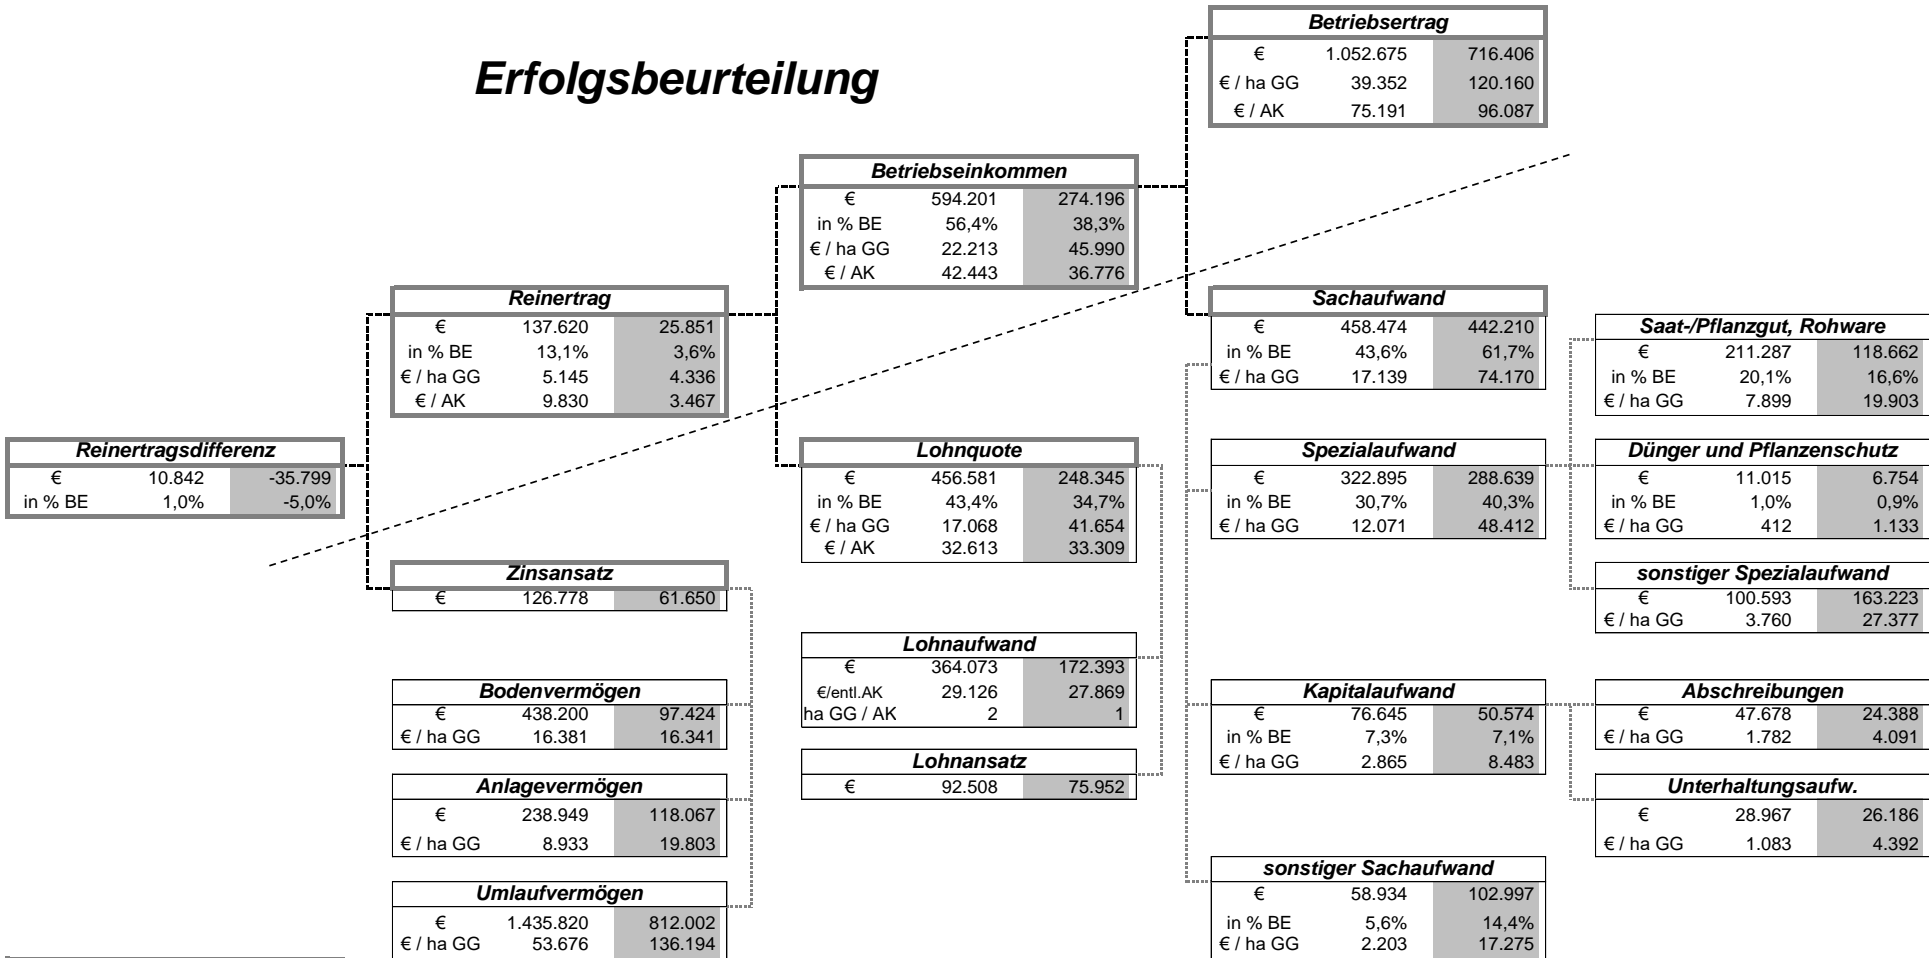 Erfolgsbeurteilung
Betriebsertrag
€ 1.052.675 716.406
€ / ha GG 39.352 120.160
€ / AK 75.191 96.087
Betriebseinkommen
€ 594.201 274.196
in % BE 56,4% 38,3%
€ / ha GG 22.213 45.990
€ / AK 42.443 36.776
Reinertrag
€ 137.620 25.851
in % BE 13,1% 3,6%
€ / ha GG 5.145 4.336
€ / AK 9.830 3.467
Sachaufwand
€ 458.474 442.210
in % BE 43,6% 61,7%
€ / ha GG 17.139 74.170
Saat-/Pflanzgut, Rohware
€ 211.287 118.662
in % BE 20,1% 16,6%
€ / ha GG 7.899 19.903
Reinertragsdifferenz
€ 10.842 -35.799
in % BE 1,0% -5,0%
Lohnquote
€ 456.581 248.345
in % BE 43,4% 34,7%
€ / ha GG 17.068 41.654
€ / AK 32.613 33.309
Spezialaufwand
€ 322.895 288.639
in % BE 30,7% 40,3%
€ / ha GG 12.071 48.412
Dünger und Pflanzenschutz
€ 11.015 6.754
in % BE 1,0% 0,9%
€ / ha GG 412 1.133
Zinsansatz
€ 126.778 61.650
sonstiger Spezialaufwand
€ 100.593 163.223
€ / ha GG 3.760 27.377
Lohnaufwand
€ 364.073 172.393
€/entl.AK 29.126 27.869
ha GG / AK 2 1
Bodenvermögen
€ 438.200 97.424
€ / ha GG 16.381 16.341
Kapitalaufwand
€ 76.645 50.574
in % BE 7,3% 7,1%
€ / ha GG 2.865 8.483
Abschreibungen
€ 47.678 24.388
€ / ha GG 1.782 4.091
Lohnansatz
€ 92.508 75.952
Anlagevermögen
€ 238.949 118.067
€ / ha GG 8.933 19.803
Unterhaltungsaufw.
€ 28.967 26.186
€ / ha GG 1.083 4.392
Umlaufvermögen
€ 1.435.820 812.002
€ / ha GG 53.676 136.194
sonstiger Sachaufwand
€ 58.934 102.997
in % BE 5,6% 14,4%
€ / ha GG 2.203 17.275